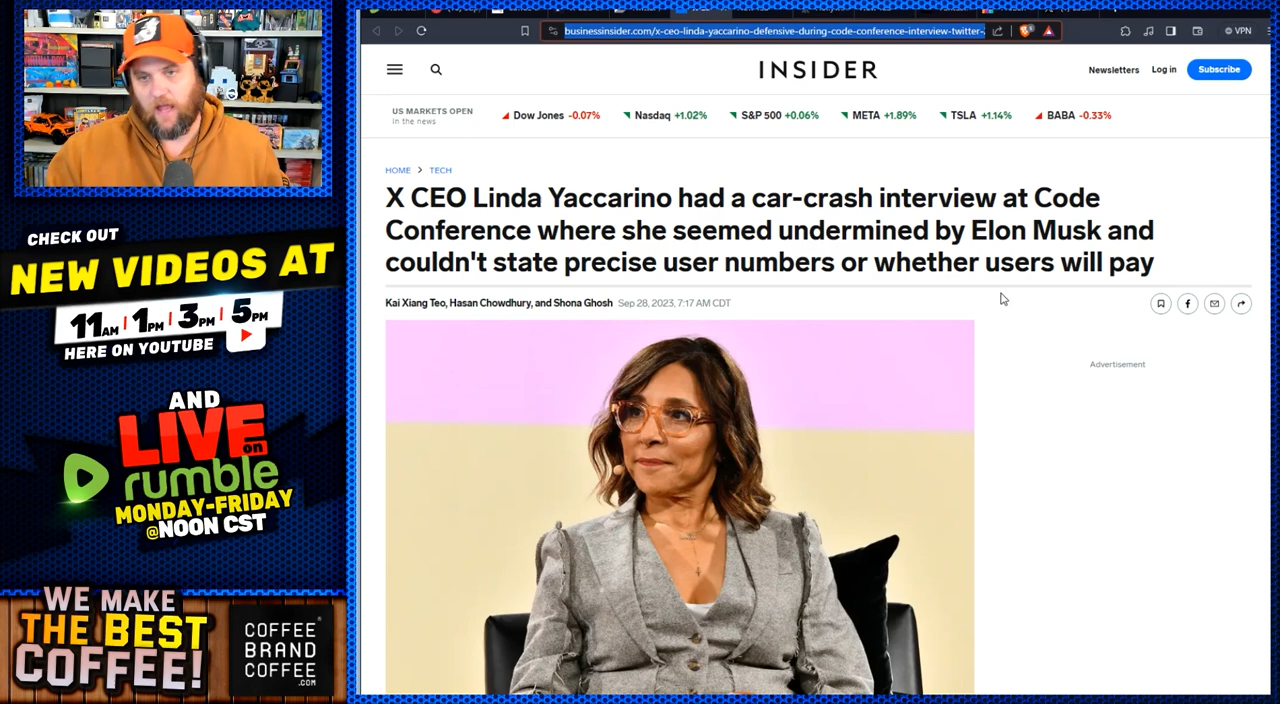 CHECK OUT
NEW VIDEOS AT
11AM | 1PM | 3PM | 5PM
HERE ON YOUTUBE
AND
LIVE on
rumble
MONDAY-FRIDAY
@NOON CST
WE MAKE
THE BEST
COFFEE!
COFFEE
BRAND
COFFEE
.COM
businessinsider.com/x-ceo-linda-yaccarino-defensive-during-code-conference-interview-twitter-
VPN
INSIDER
Newsletters Log in Subscribe
US MARKETS OPEN
In the news
Dow Jones -0.07% Nasdaq +1.02% S&P 500 +0.06% META +1.89% TSLA +1.14% BABA -0.33%
HOME > TECH
X CEO Linda Yaccarino had a car-crash interview at Code
Conference where she seemed undermined by Elon Musk and
couldn't state precise user numbers or whether users will pay
Kai Xiang Teo, Hasan Chowdhury, and Shona Ghosh Sep 28, 2023, 7:17 AM CDT
Advertisement